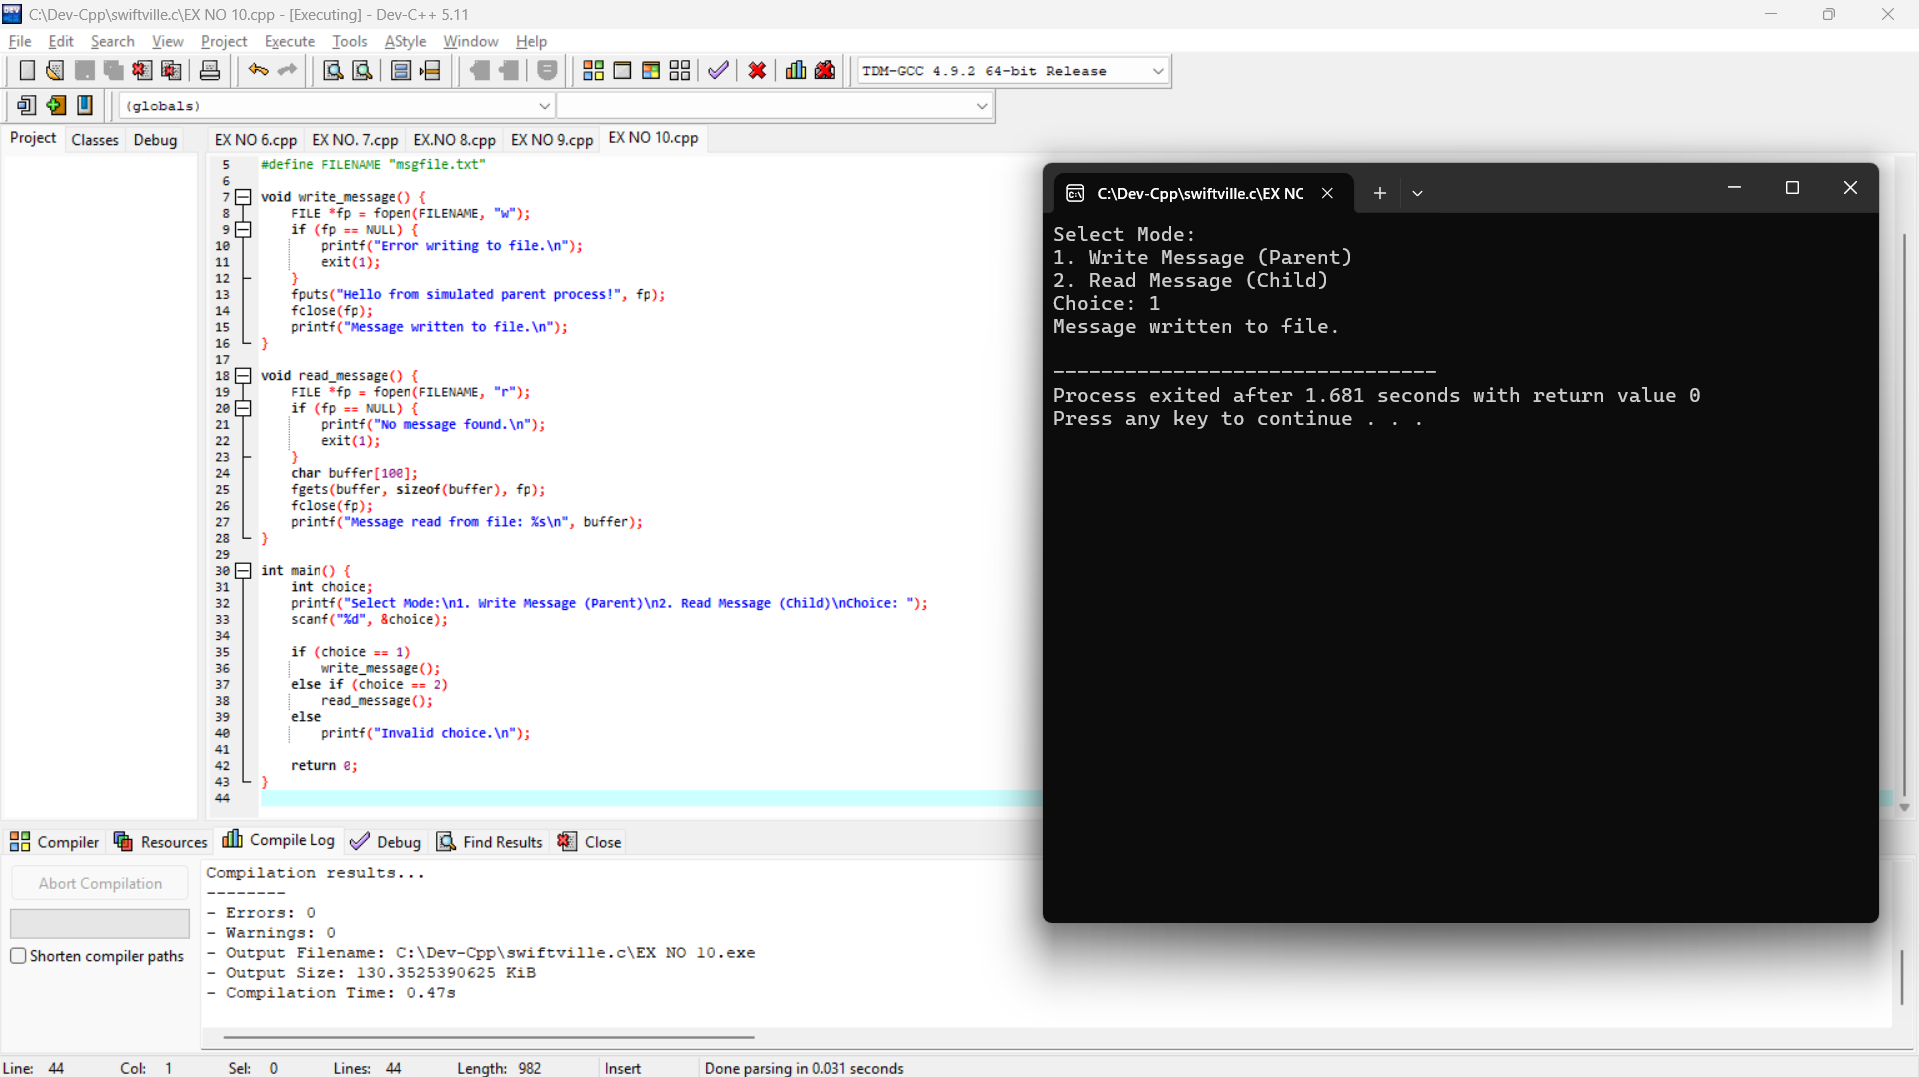 C:\Dev-Cpp\swiftville.c\EX NO 10.cpp - [Executing] - Dev-C++ 5.11
File Edit Search View Project Execute Tools AStyle Window Help
TDM-GCC 4.9.2 64-bit Release
(globals)
Project Classes Debug
EX NO 6.cpp EX NO. 7.cpp EX.NO 8.cpp EX NO 9.cpp EX NO 10.cpp
5 #define FILENAME "msgfile.txt"
6
7 void write_message() {
8 FILE *fp = fopen(FILENAME, "w");
9 if (fp == NULL) {
10 printf("Error writing to file.\n");
11 exit(1);
12 }
13 fputs("Hello from simulated parent process!", fp);
14 fclose(fp);
15 printf("Message written to file.\n");
16 }
17
18 void read_message() {
19 FILE *fp = fopen(FILENAME, "r");
20 if (fp == NULL) {
21 printf("No message found.\n");
22 exit(1);
23 }
24 char buffer[100];
25 fgets(buffer, sizeof(buffer), fp);
26 fclose(fp);
27 printf("Message read from file: %s\n", buffer);
28 }
29
30 int main() {
31 int choice;
32 printf("Select Mode:\n1. Write Message (Parent)\n2. Read Message (Child)\nChoice: ");
33 scanf("%d", &choice);
34
35 if (choice == 1)
36 write_message();
37 else if (choice == 2)
38 read_message();
39 else
40 printf("Invalid choice.\n");
41
42 return 0;
43 }
44
C:\Dev-Cpp\swiftville.c\EX NO
Select Mode:
1. Write Message (Parent)
2. Read Message (Child)
Choice: 1
Message written to file.
--------------------------------
Process exited after 1.681 seconds with return value 0
Press any key to continue . . .
Compiler Resources Compile Log Debug Find Results Close
Abort Compilation
Shorten compiler paths
Compilation results...
--------
- Errors: 0
- Warnings: 0
- Output Filename: C:\Dev-Cpp\swiftville.c\EX NO 10.exe
- Output Size: 130.3525390625 KiB
- Compilation Time: 0.47s
Line: 44 Col: 1 Sel: 0 Lines: 44 Length: 982 Insert Done parsing in 0.031 seconds